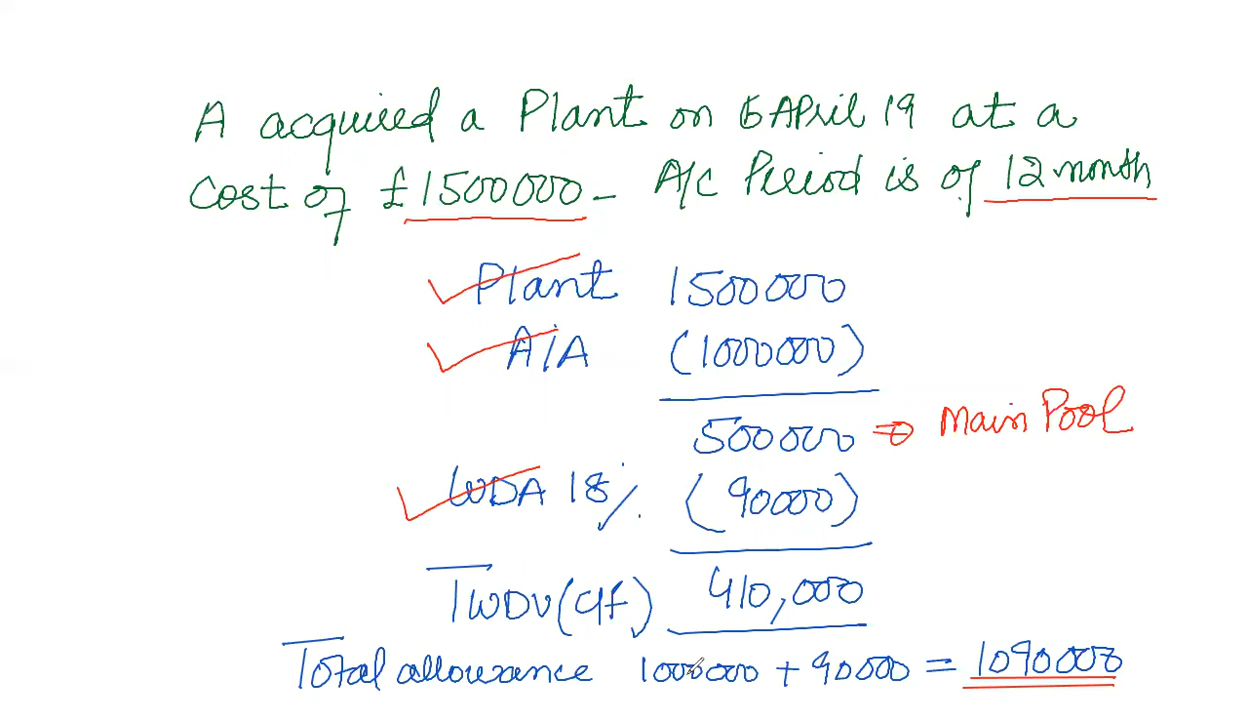 A acquired a Plant on 6 APril 19 at a
Cost of £1500000 - A/C Period is of 12 month
Plant 1500000
AIA (1000000)
500000 ⇒ Main Pool
WDA 18% (90000)
TWDV (c/f) 410,000
Total allowance 1000000 + 90000 = 1090000